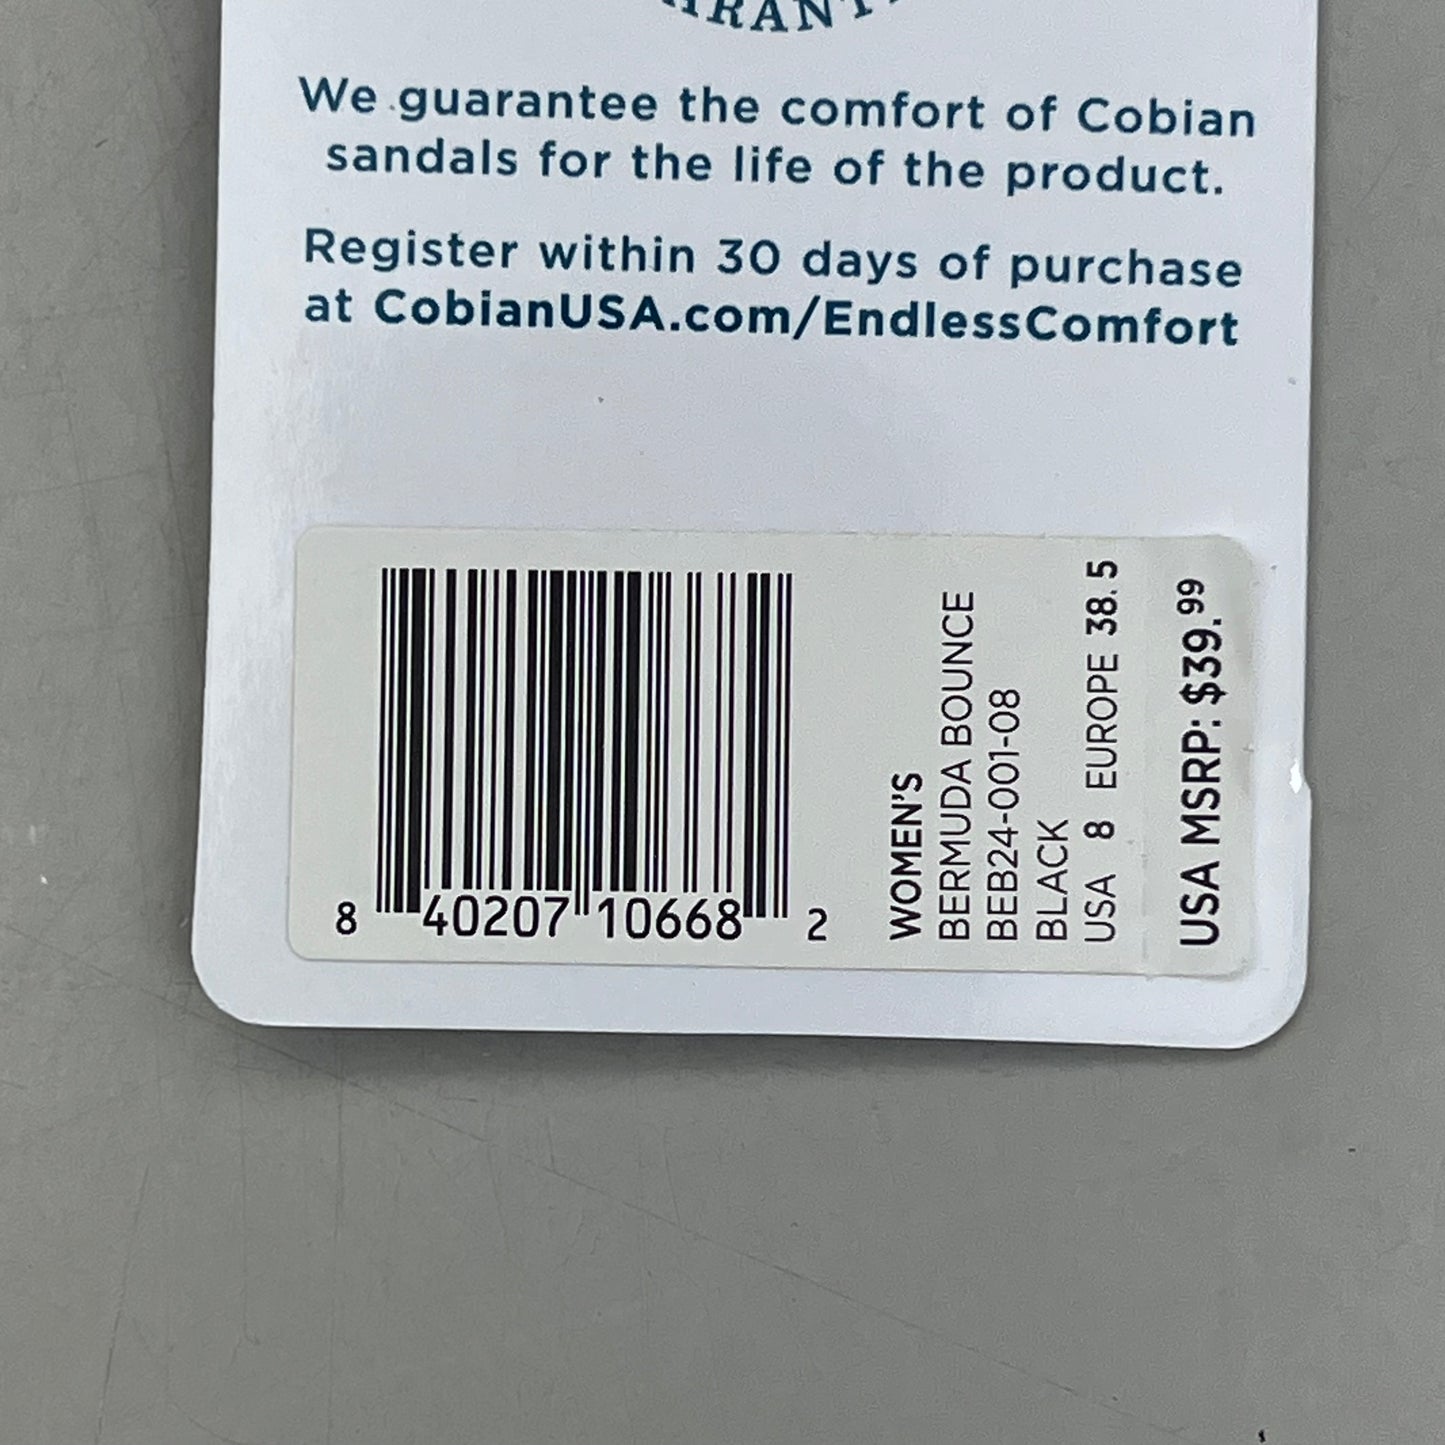 We guarantee the comfort of Cobian
sandals for the life of the product.
Register within 30 days of purchase
at CobianUSA.com/EndlessComfort
8 40207 10668 2
WOMEN'S
BERMUDA BOUNCE
BEB24-001-08
BLACK
USA 8 EUROPE 38.5
USA MSRP: $39.99